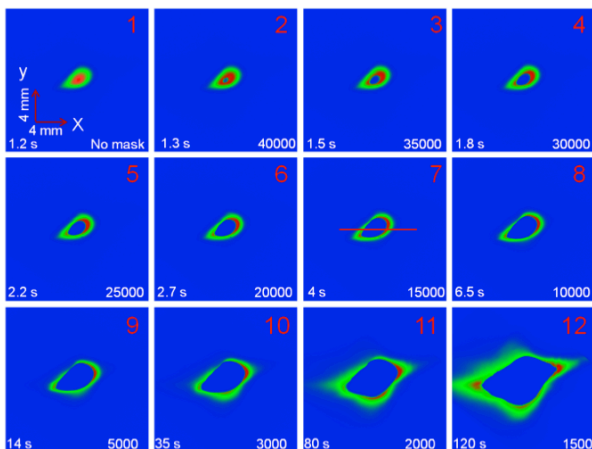 1
2
3
4
y
4 mm
4 mm
X
1.2 s
No mask
1.3 s
40000
1.5 s
35000
1.8 s
30000
5
6
7
8
2.2 s
25000
2.7 s
20000
4 s
15000
6.5 s
10000
9
10
11
12
14 s
5000
35 s
3000
80 s
2000
120 s
1500